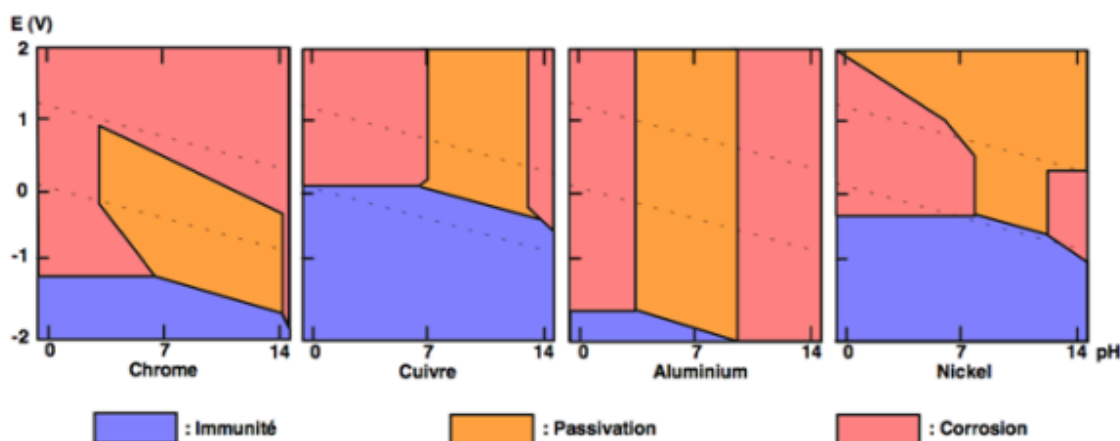 E (V)
2
1
0
-1
-2
0 7 14 0 7 14 0 7 14 0 7 14 pH
Chrome Cuivre Aluminium Nickel
: Immunité : Passivation : Corrosion